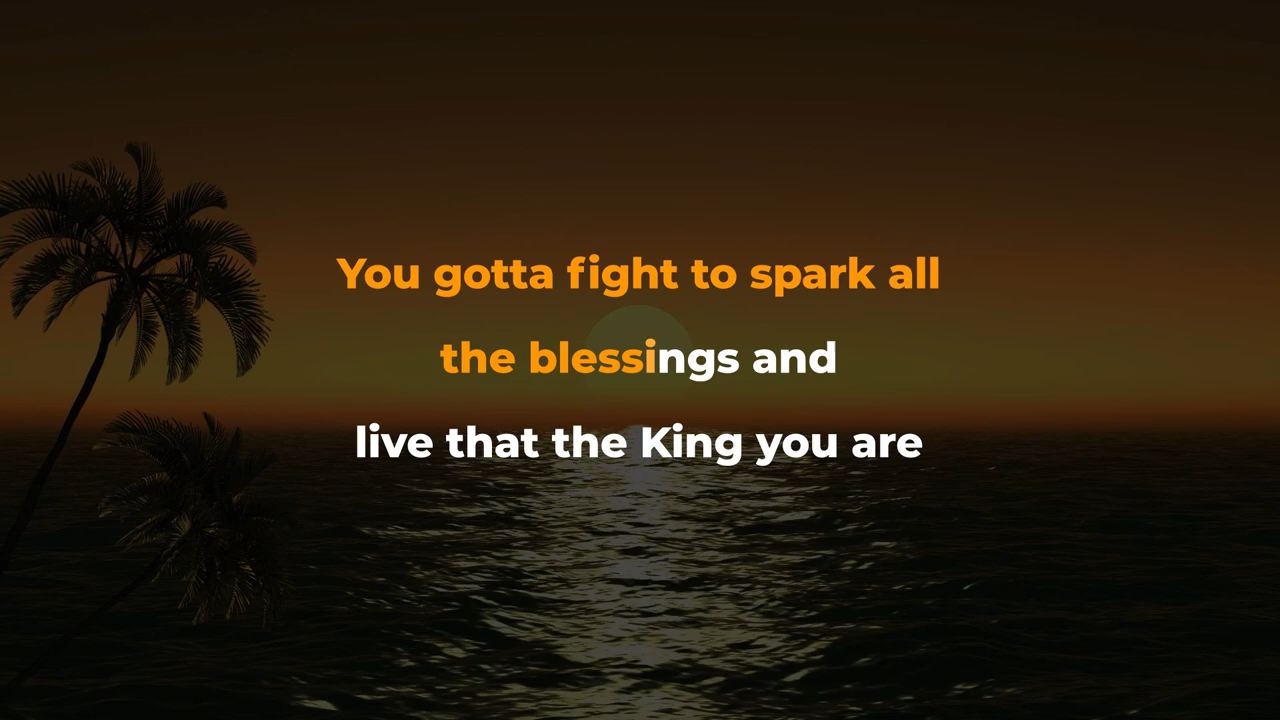 You gotta fight to spark all
the blessings and
live that the King you are